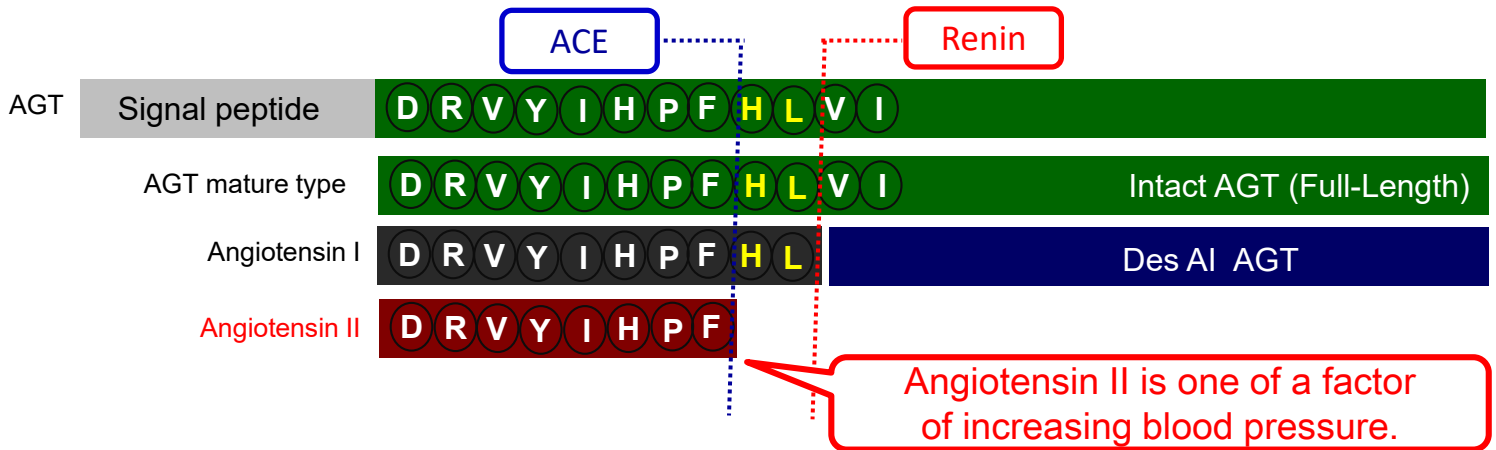 ACE
Renin
AGT
Signal peptide
D R V Y I H P F H L V I
AGT mature type
D R V Y I H P F H L V I
Intact AGT (Full-Length)
Angiotensin I
D R V Y I H P F H L
Des AI AGT
Angiotensin II
D R V Y I H P F
Angiotensin II is one of a factor
of increasing blood pressure.